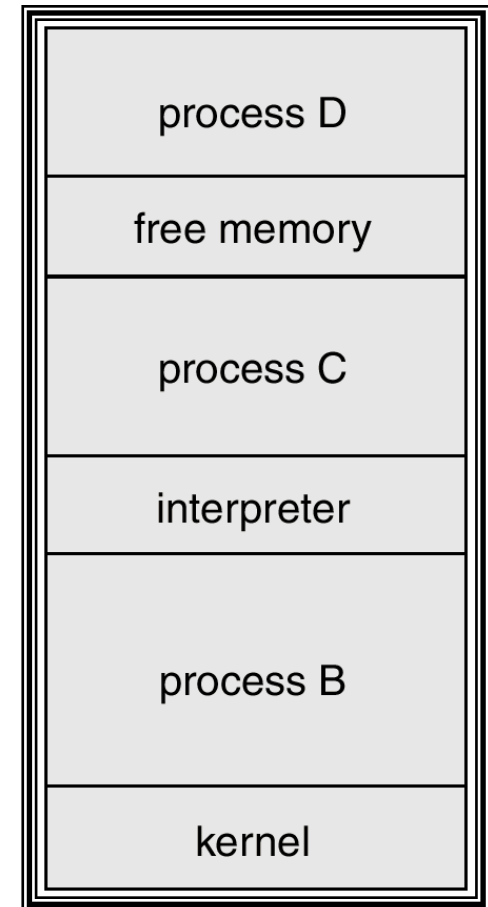 process D
free memory
process C
interpreter
process B
kernel